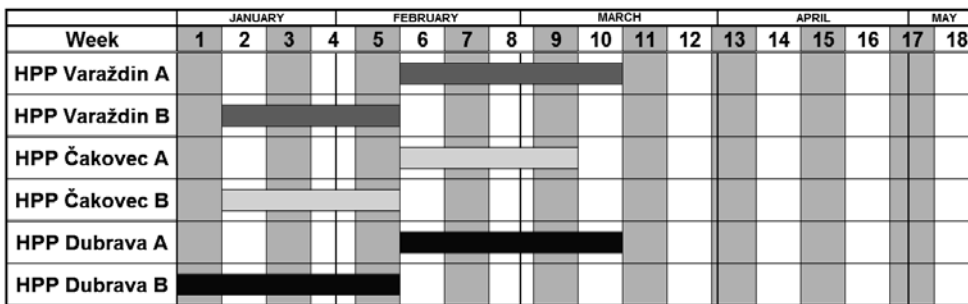 JANUARY FEBRUARY MARCH APRIL MAY
Week 1 2 3 4 5 6 7 8 9 10 11 12 13 14 15 16 17 18
HPP Varaždin A
HPP Varaždin B
HPP Čakovec A
HPP Čakovec B
HPP Dubrava A
HPP Dubrava B